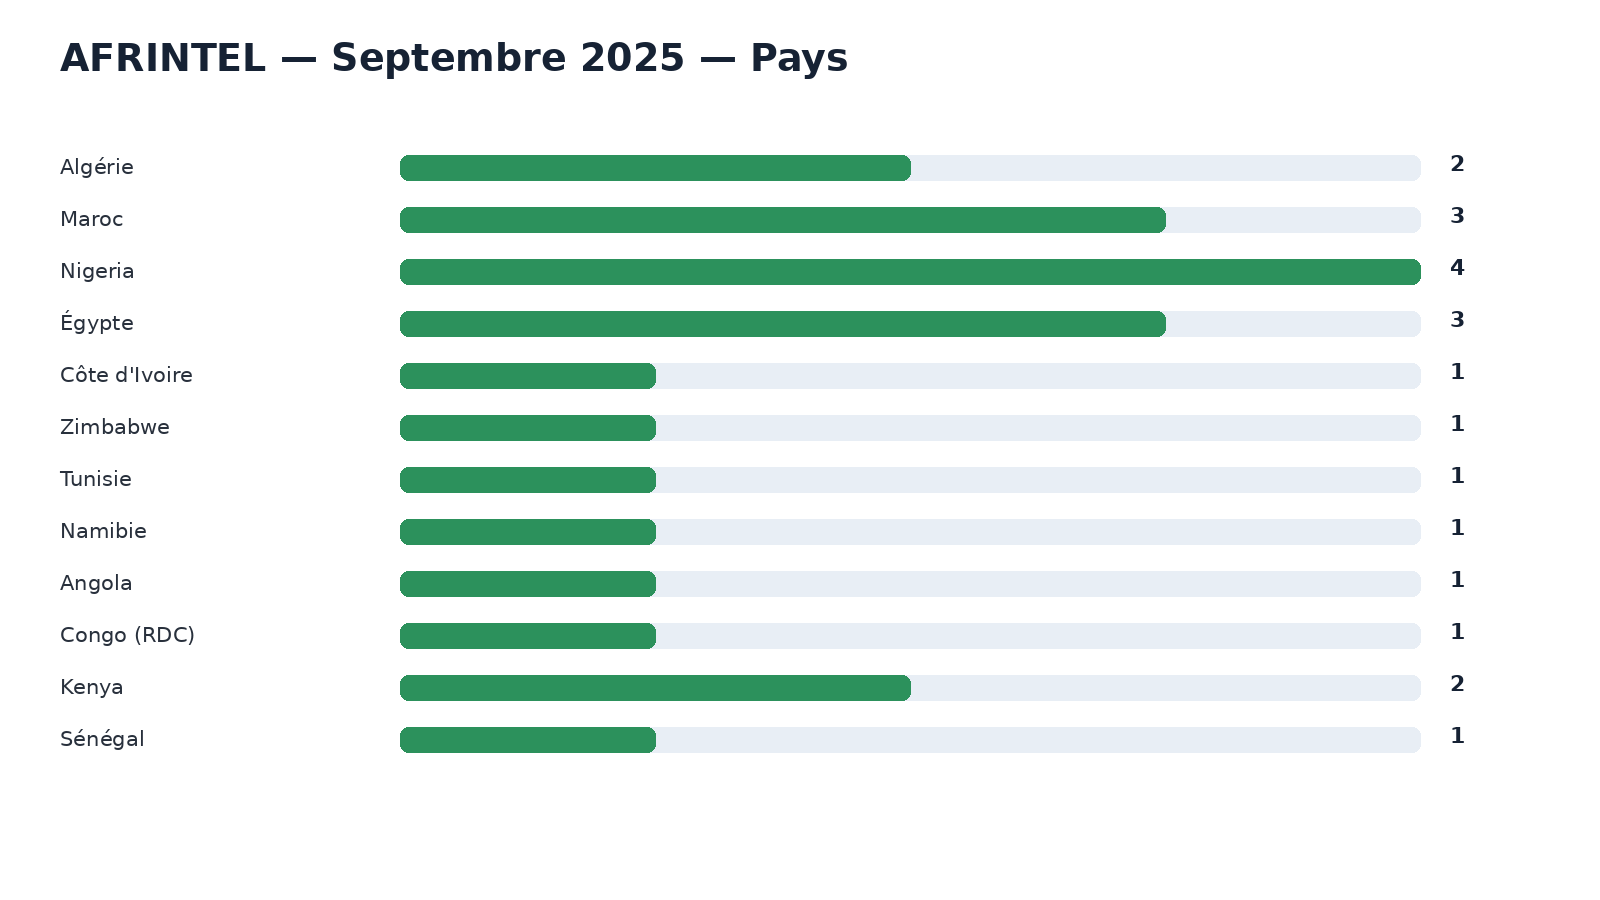 AFRINTEL — Septembre 2025 — Pays
Algérie 2
Maroc 3
Nigeria 4
Égypte 3
Côte d'Ivoire 1
Zimbabwe 1
Tunisie 1
Namibie 1
Angola 1
Congo (RDC) 1
Kenya 2
Sénégal 1